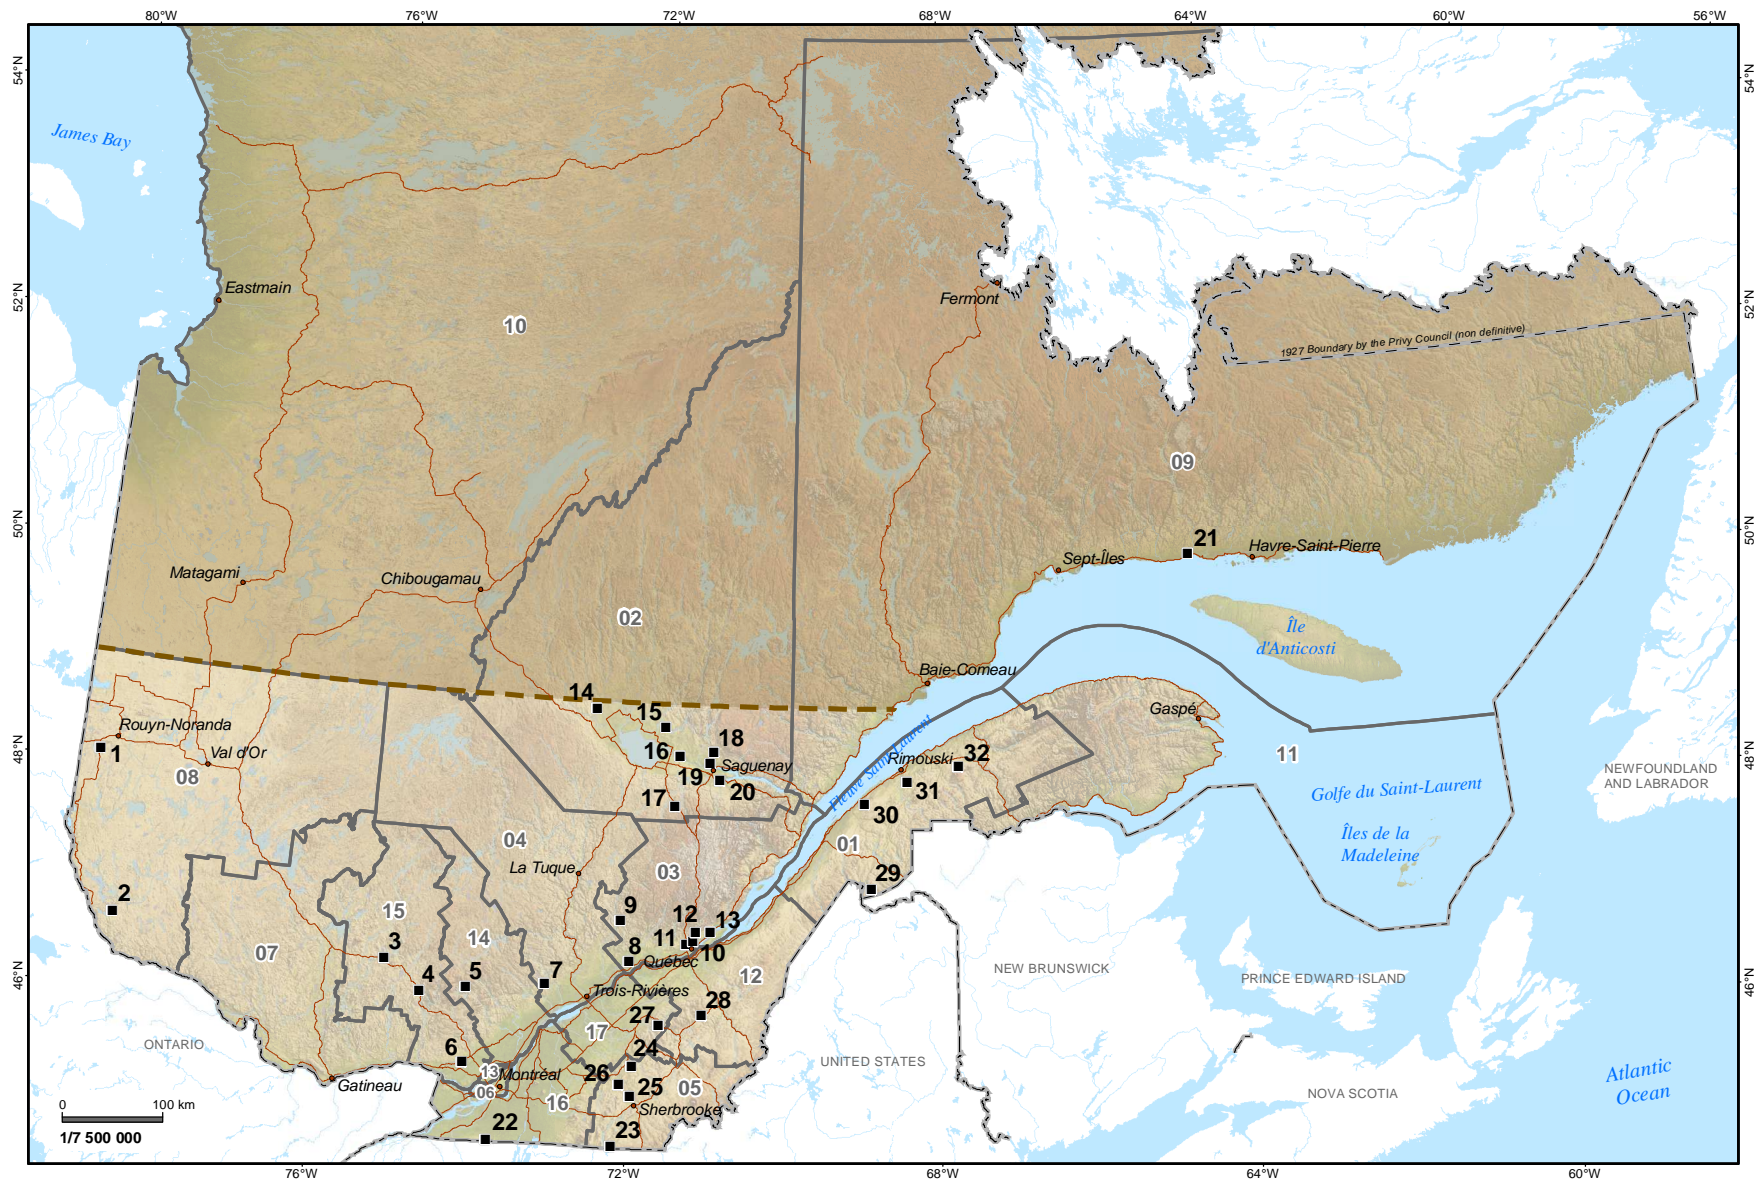 80°W 76°W 72°W 68°W 64°W 60°W 56°W
54°N 54°N
James Bay
Eastmain
52°N 52°N
Fermont
10
1927 Boundary by the Privy Council (non definitive)
09
50°N 50°N
21
Havre-Saint-Pierre
Sept-Îles
Matagami
Chibougamau
02
Île
d'Anticosti
Baie-Comeau
14
15
Gaspé
Rouyn-Noranda
1
Val d'Or
08
48°N 48°N
16
18
Saguenay
19
20
17
Fleuve Saint-Laurent
Rimouski
32
31
30
11
NEWFOUNDLAND
AND LABRADOR
Golfe du Saint-Laurent
Îles de la
Madeleine
04
La Tuque
03
01
29
2
15
9
12
13
3
14
07
11
8
10
Québec
46°N 46°N
4
5
7
12
NEW BRUNSWICK
PRINCE EDWARD ISLAND
Trois-Rivières
28
27
17
ONTARIO
6
24
UNITED STATES
13
Montréal
26
25
05
06
Gatineau
16
Sherbrooke
NOVA SCOTIA
Atlantic
Ocean
0 100 km
1/7 500 000
22
23
76°W 72°W 68°W 64°W 60°W